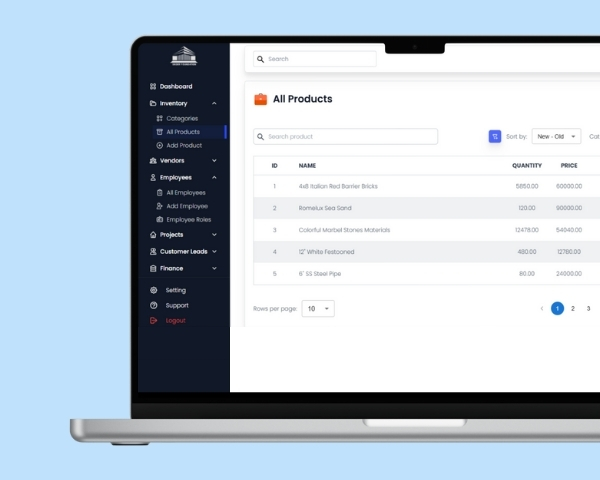 Search
Dashboard
Inventory
Categories
All Products
Add Product
Vendors
Employees
All Employees
Add Employee
Employee Roles
Projects
Customer Leads
Finance
Setting
Support
Logout
All Products
Search product
Sort by:
New - Old
Cat
ID NAME QUANTITY PRICE
1 4x8 Italian Red Barrier Bricks 5850.00 60000.00
2 Romelux Sea Sand 120.00 90000.00
3 Colorful Marbel Stones Materials 12478.00 54040.00
4 12" White Festooned 480.00 12780.00
5 6" SS Steel Pipe 80.00 24000.00
Rows per page: 10
1 2 3